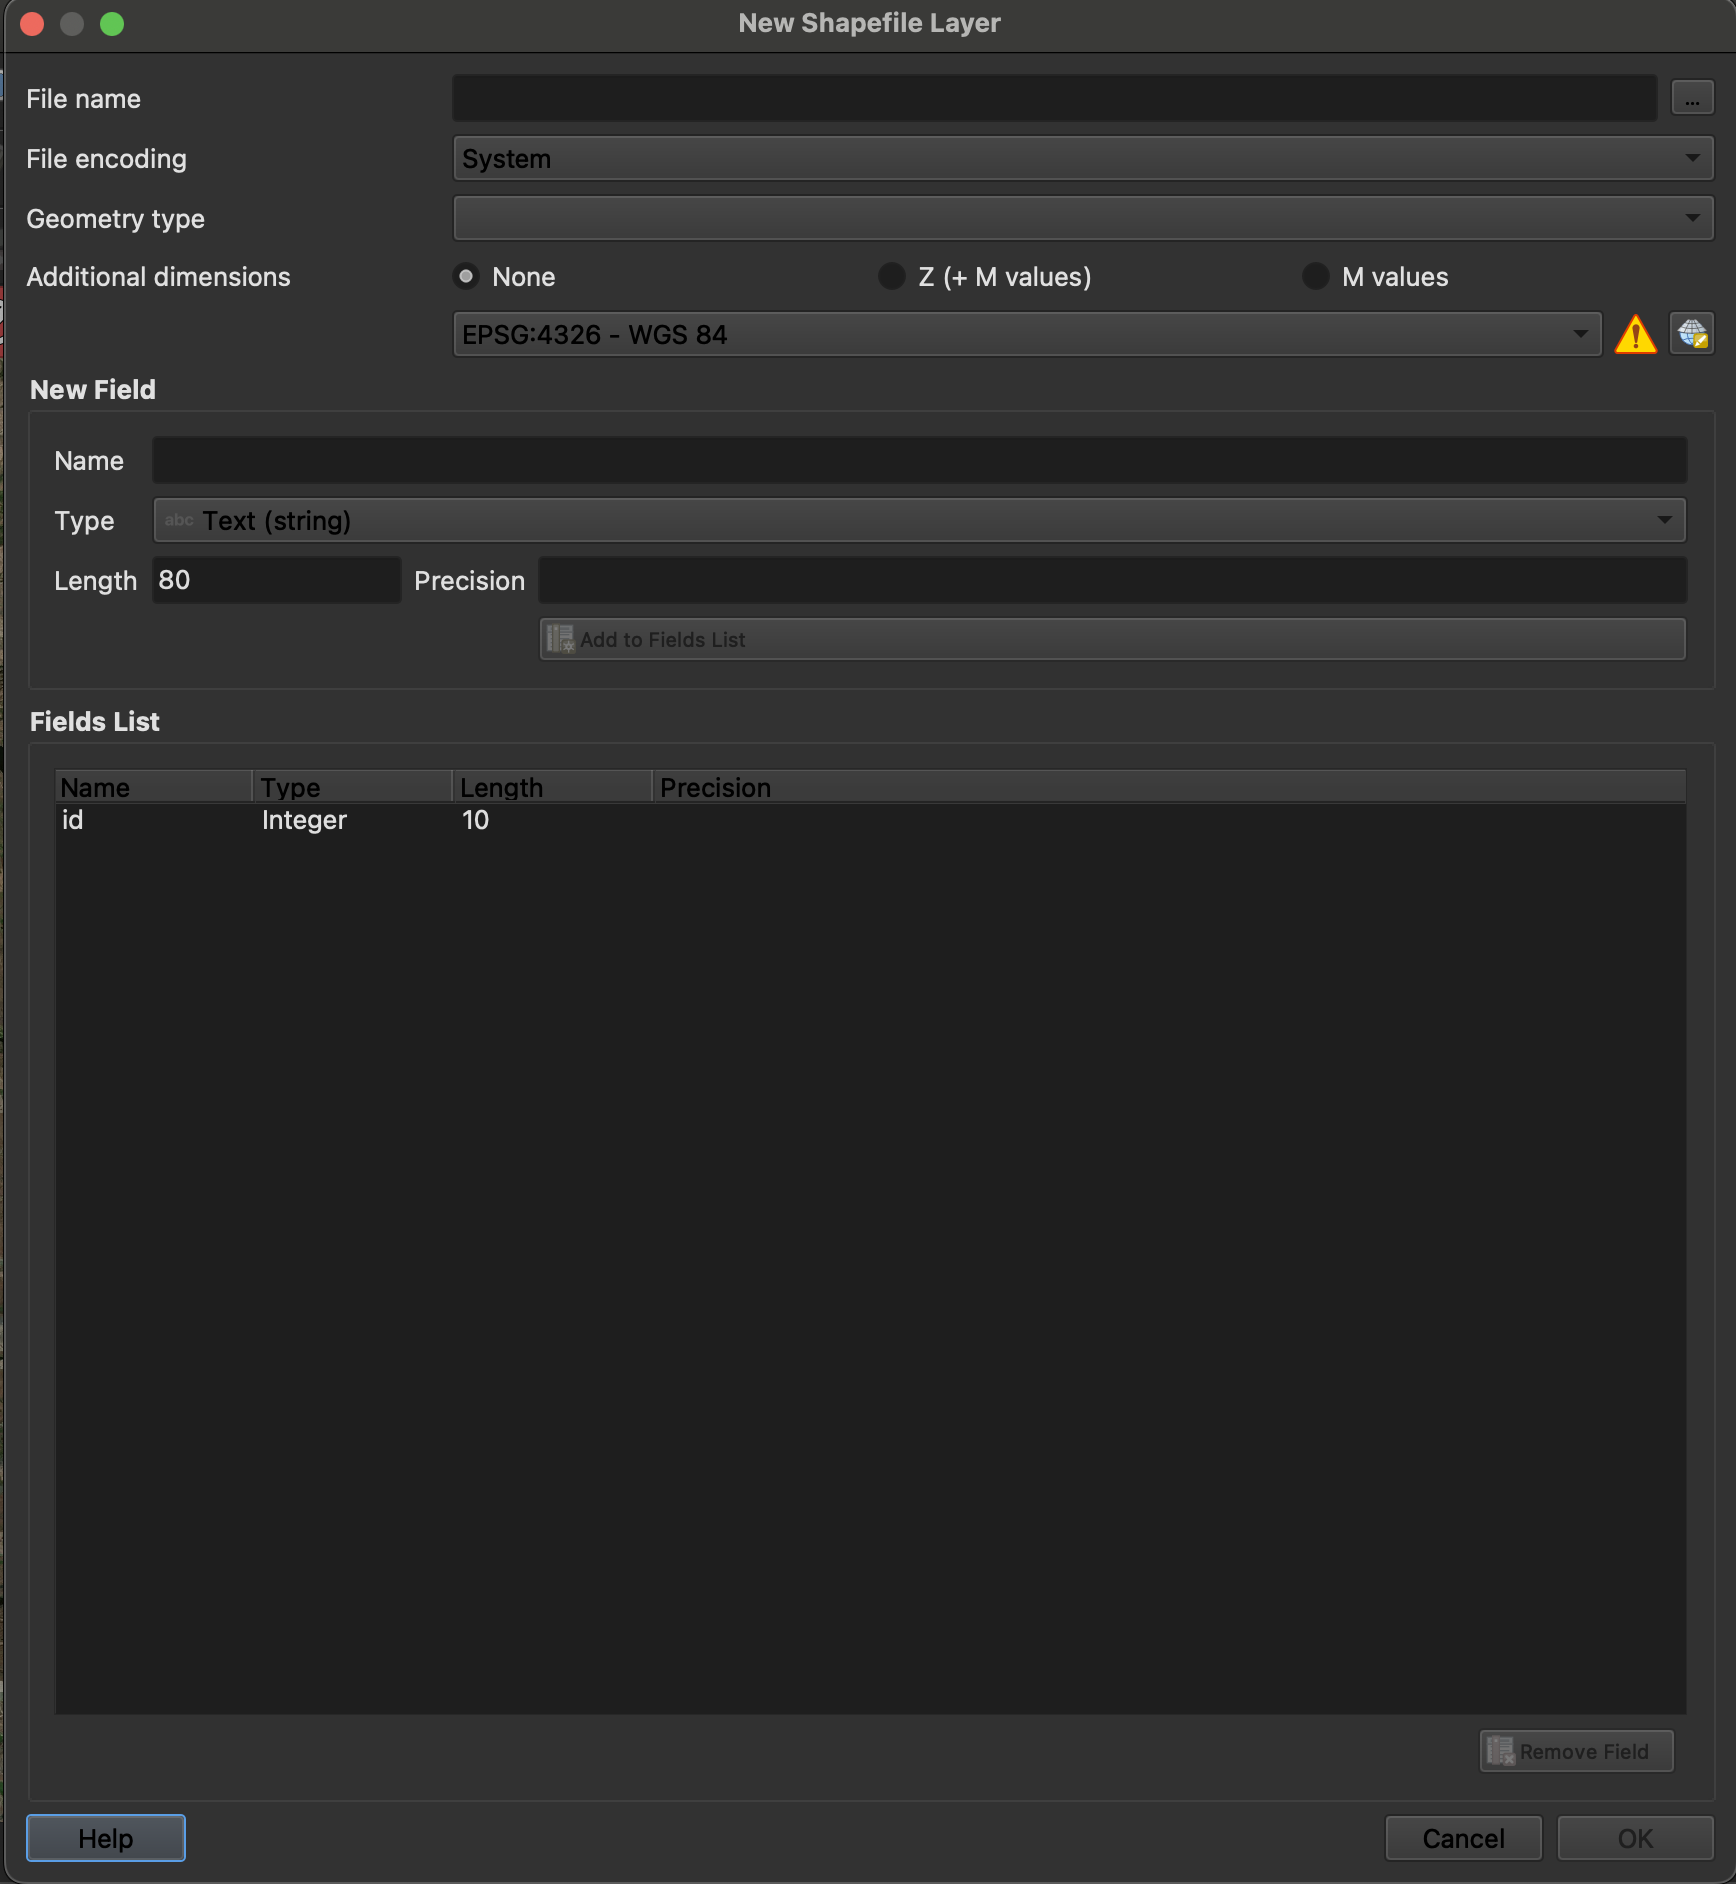 New Shapefile Layer
File name
...
File encoding System
Geometry type
Additional dimensions None Z (+ M values) M values
EPSG:4326 - WGS 84
New Field
Name
Type abc Text (string)
Length 80 Precision
Add to Fields List
Fields List
Name Type Length Precision
id Integer 10
Remove Field
Help Cancel OK